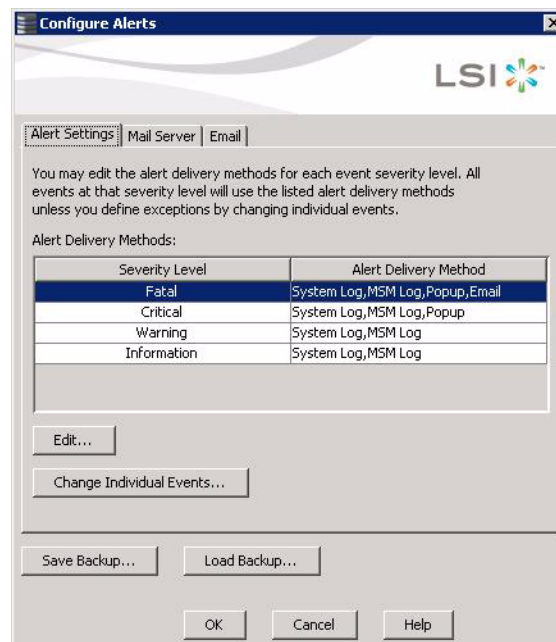 Configure Alerts
LSI
Alert Settings Mail Server Email
You may edit the alert delivery methods for each event severity level. All
events at that severity level will use the listed alert delivery methods
unless you define exceptions by changing individual events.
Alert Delivery Methods:
Severity Level Alert Delivery Method
Fatal System Log,MSM Log,Popup,Email
Critical System Log,MSM Log,Popup
Warning System Log,MSM Log
Information System Log,MSM Log
Edit...
Change Individual Events...
Save Backup... Load Backup...
OK Cancel Help